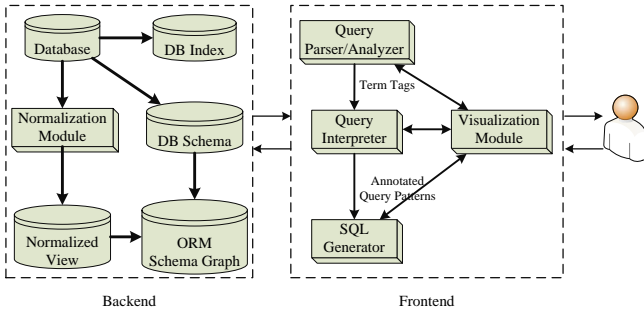 Database
DB Index
Normalization
Module
DB Schema
Normalized
View
ORM
Schema Graph
Backend
Query
Parser/Analyzer
Term Tags
Query
Interpreter
Visualization
Module
Annotated
Query Patterns
SQL
Generator
Frontend